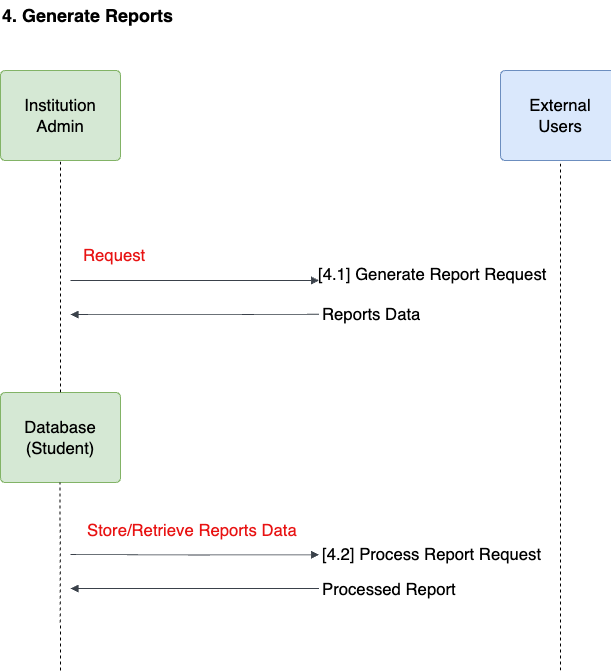 4. Generate Reports
Institution
Admin
External
Users
Request
[4.1] Generate Report Request
Reports Data
Database
(Student)
Store/Retrieve Reports Data
[4.2] Process Report Request
Processed Report